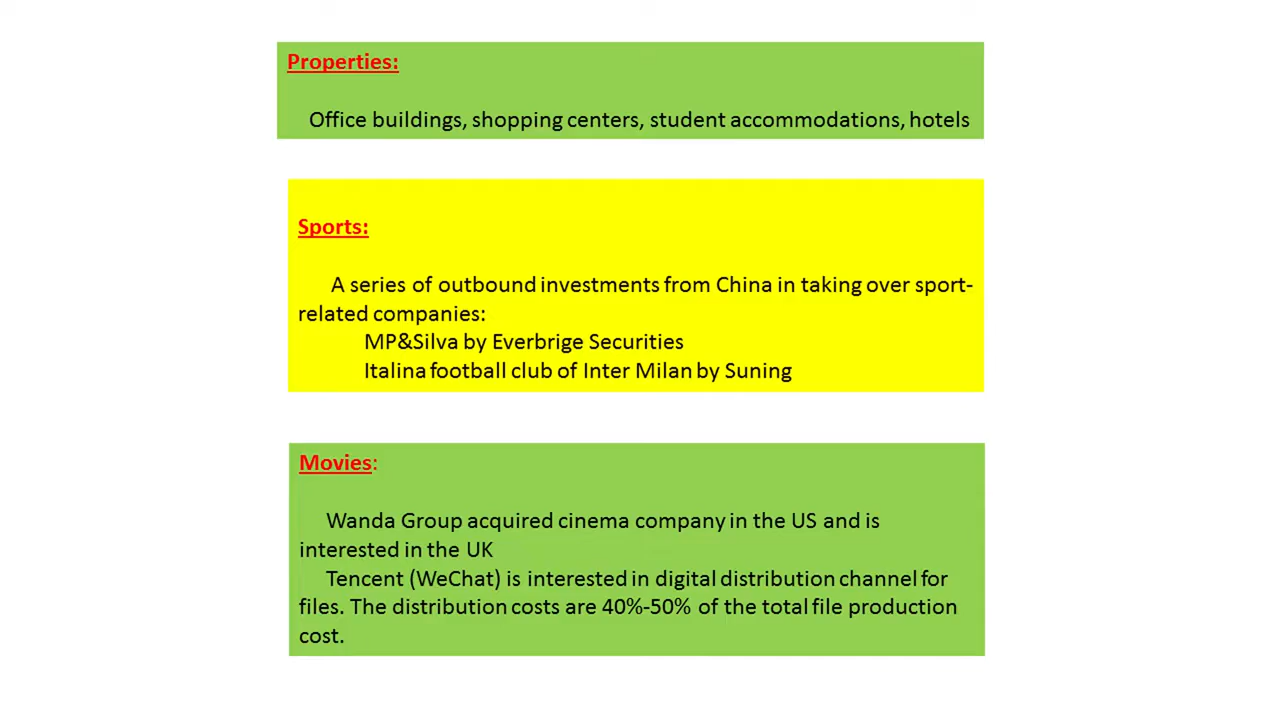 Properties:
Office buildings, shopping centers, student accommodations, hotels
Sports:
A series of outbound investments from China in taking over sport-
related companies:
MP&Silva by Everbrige Securities
Italina football club of Inter Milan by Suning
Movies:
Wanda Group acquired cinema company in the US and is
interested in the UK
Tencent (WeChat) is interested in digital distribution channel for
files. The distribution costs are 40%-50% of the total file production
cost.